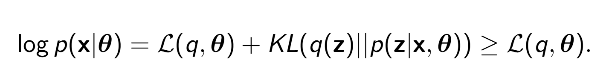 log p(x|θ) = ℒ(q, θ) + KL(q(z)||p(z|x, θ)) ≥ ℒ(q, θ).